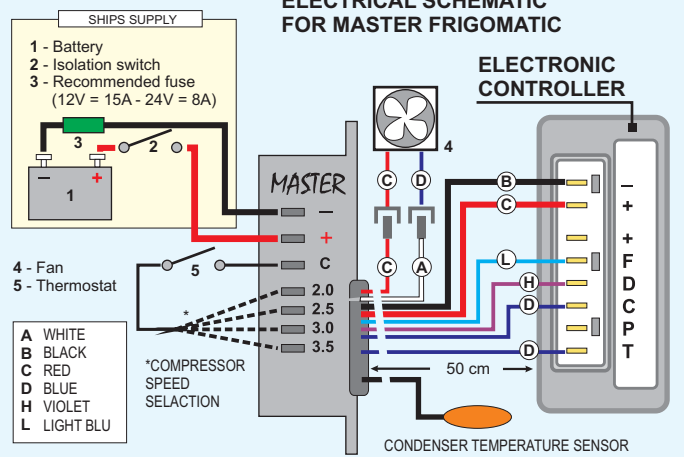 ELECTRICAL SCHEMATIC
FOR MASTER FRIGOMATIC
SHIPS SUPPLY
1 - Battery
2 - Isolation switch
3 - Recommended fuse
(12V = 15A - 24V = 8A)
3
2
–
+
1
4 - Fan
5 - Thermostat
5
A WHITE
B BLACK
C RED
D BLUE
H VIOLET
L LIGHT BLU
*
*COMPRESSOR
SPEED
SELACTION
MASTER
–
+
C
2.0
2.5
3.0
3.5
4
C
D
C
A
B
C
L
H
D
D
50 cm
CONDENSER TEMPERATURE SENSOR
ELECTRONIC
CONTROLLER
–
+
+
F
D
C
P
T